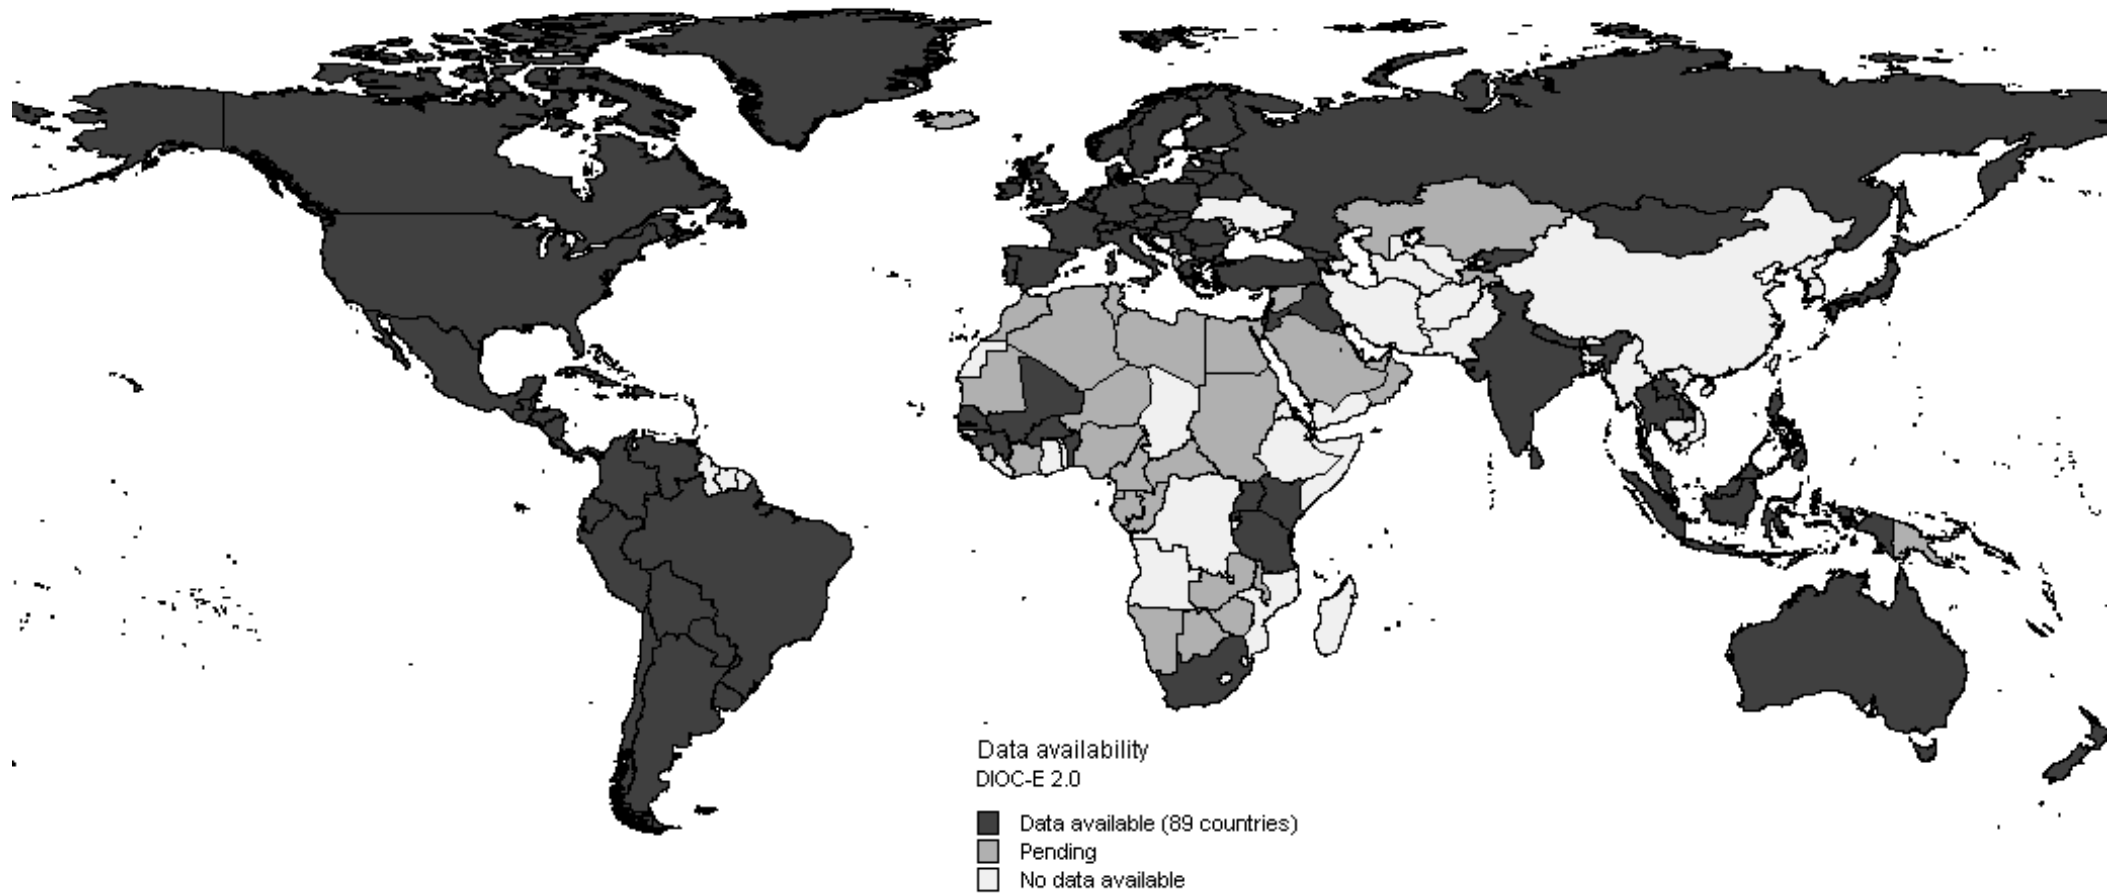 Data availability
DIOC-E 2.0
Data available (89 countries)
Pending
No data available